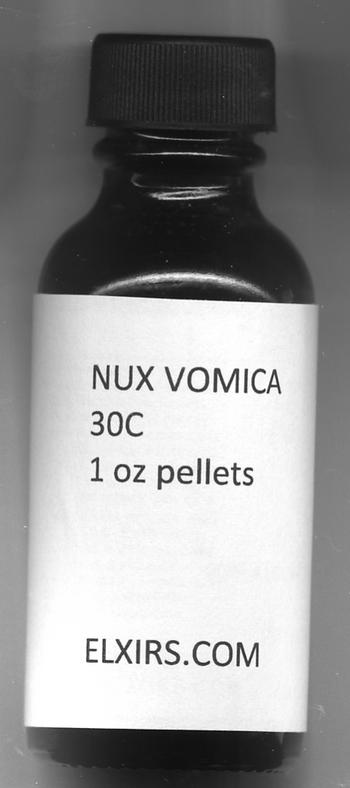 NUX VOMICA
30C
1 oz pellets
ELXIRS.COM